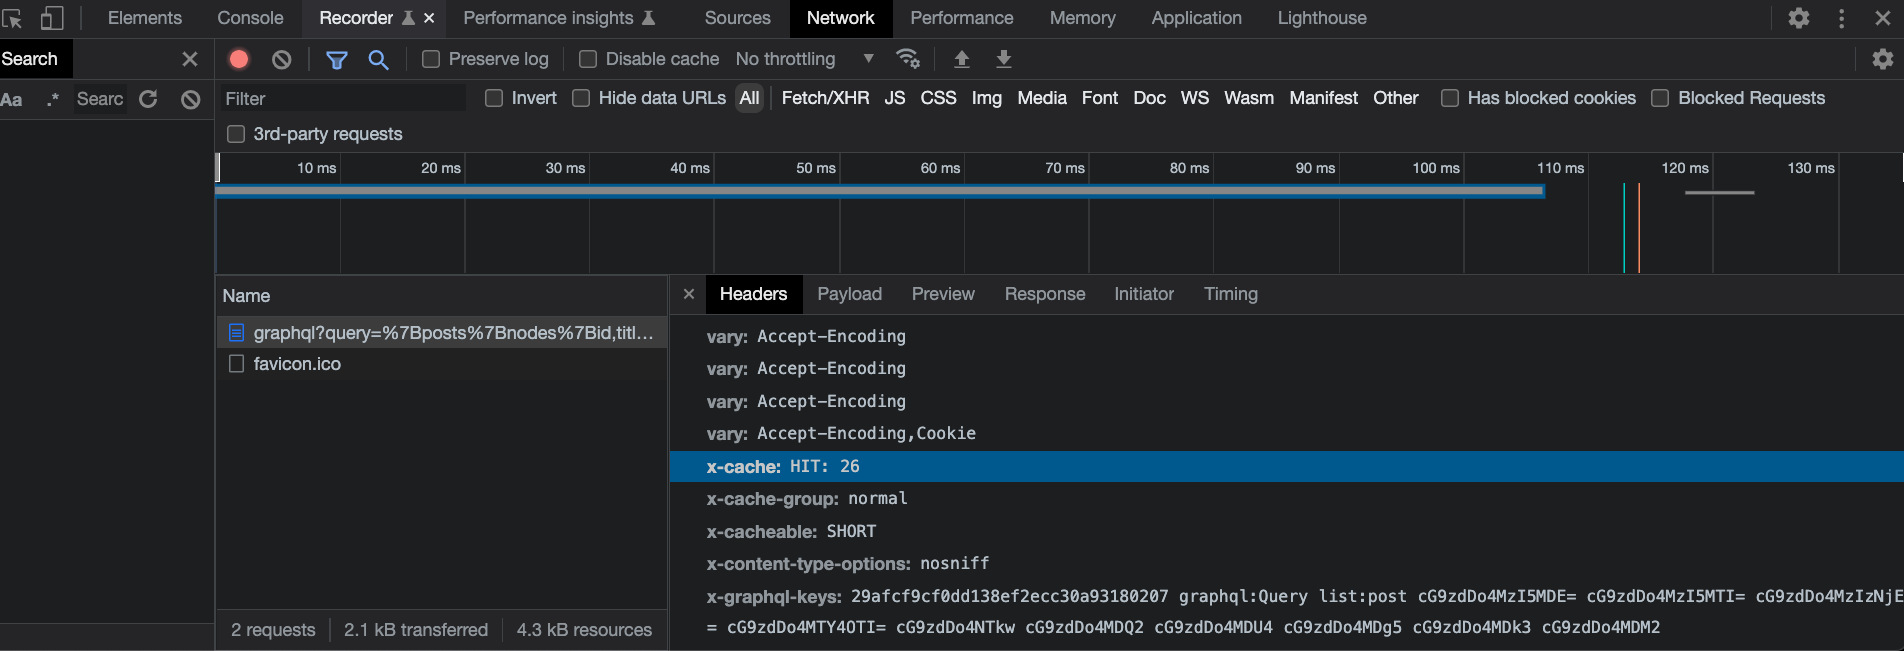 Elements Console Recorder Performance insights Sources Network Performance Memory Application Lighthouse
Search
Preserve log Disable cache No throttling
Aa .* Searc
Filter Invert Hide data URLs All Fetch/XHR JS CSS Img Media Font Doc WS Wasm Manifest Other Has blocked cookies Blocked Requests
3rd-party requests
10 ms 20 ms 30 ms 40 ms 50 ms 60 ms 70 ms 80 ms 90 ms 100 ms 110 ms 120 ms 130 ms
Name
graphql?query=%7Bposts%7Bnodes%7Bid,titl…
favicon.ico
2 requests 2.1 kB transferred 4.3 kB resources
Headers Payload Preview Response Initiator Timing
vary: Accept-Encoding
vary: Accept-Encoding
vary: Accept-Encoding
vary: Accept-Encoding,Cookie
x-cache: HIT: 26
x-cache-group: normal
x-cacheable: SHORT
x-content-type-options: nosniff
x-graphql-keys: 29afcf9cf0dd138ef2ecc30a93180207 graphql:Query list:post cG9zdDo4MzI5MDE= cG9zdDo4MzI5MTI= cG9zdDo4MzIzNjE
= cG9zdDo4MTY4OTI= cG9zdDo4NTkw cG9zdDo4MDQ2 cG9zdDo4MDU4 cG9zdDo4MDg5 cG9zdDo4MDk3 cG9zdDo4MDM2